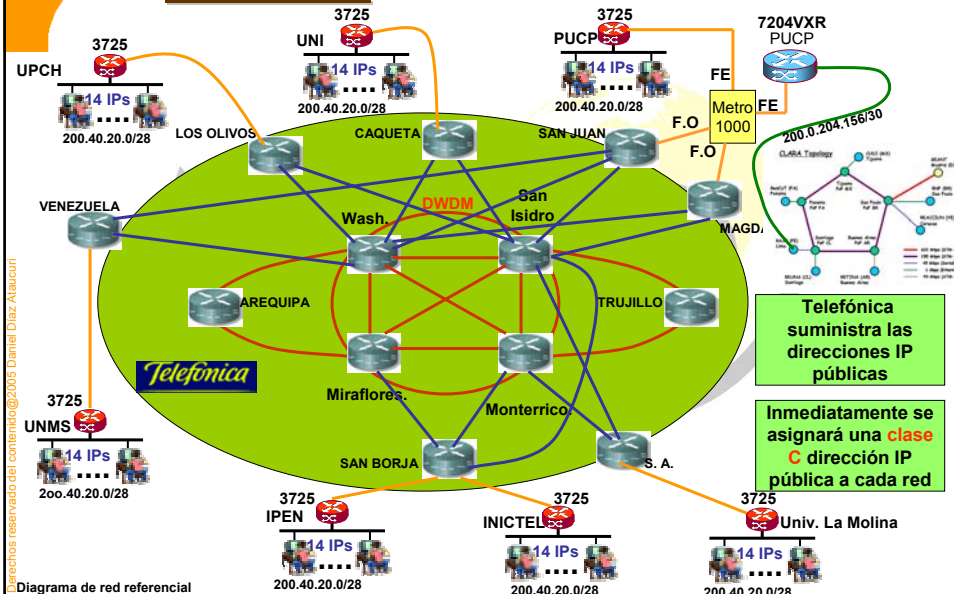 3725
UPCH
14 IPs
200.40.20.0/28
3725
UNI
14 IPs
200.40.20.0/28
3725
PUCP
14 IPs
200.40.20.0/28
7204VXR
PUCP
FE
FE
Metro
1000
F.O
F.O
200.0.204.156/30
CLARA Topology
LOS OLIVOS
CAQUETA
SAN JUAN
VENEZUELA
MAGDA
Wash.
DWDM
San
Isidro
AREQUIPA
TRUJILLO
Telefónica
Miraflores.
Monterrico.
SAN BORJA
S. A.
Telefónica
suministra las
direcciones IP
públicas
Inmediatamente se
asignará una clase
C dirección IP
pública a cada red
3725
UNMS
14 IPs
2oo.40.20.0/28
3725
IPEN
14 IPs
200.40.20.0/28
3725
INICTEL
14 IPs
200.40.20.0/28
3725
Univ. La Molina
14 IPs
200.40.20.0/28
Diagrama de red referencial
Derechos reservado del contenido@2005 Daniel Díaz Ataucuri